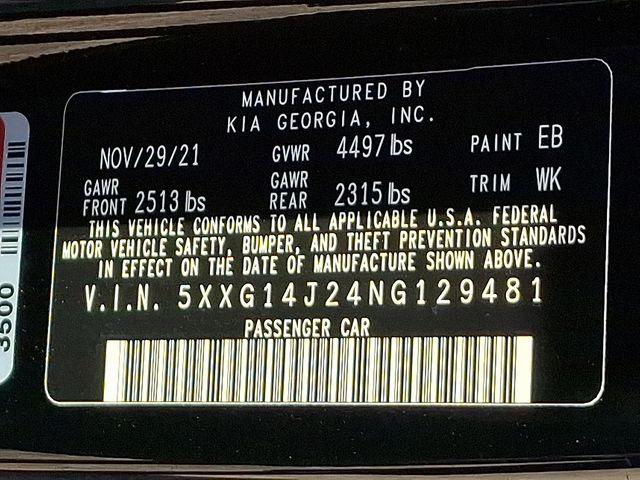 MANUFACTURED BY
KIA GEORGIA, INC.
NOV/29/21 GVWR 4497 lbs PAINT EB
GAWR FRONT 2513 lbs GAWR REAR 2315 lbs TRIM WK
THIS VEHICLE CONFORMS TO ALL APPLICABLE U.S.A. FEDERAL
MOTOR VEHICLE SAFETY, BUMPER, AND THEFT PREVENTION STANDARDS
IN EFFECT ON THE DATE OF MANUFACTURE SHOWN ABOVE.
V.I.N. 5XXG14J24NG129481
PASSENGER CAR
3500